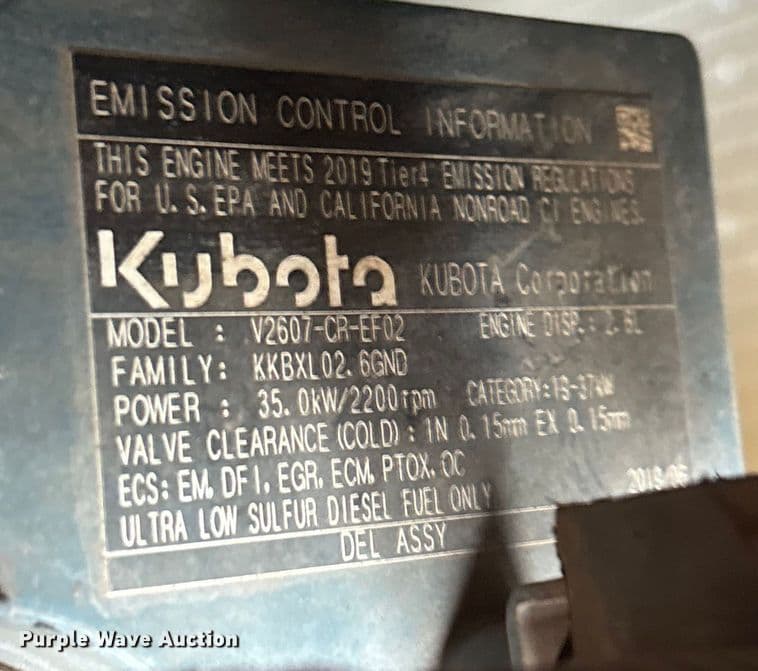 EMISSION CONTROL INFORMATION
THIS ENGINE MEETS 2019 Tier4 EMISSION REGULATIONS
FOR U.S.EPA AND CALIFORNIA NONROAD CI ENGINES.
Kubota KUBOTA Corporation
MODEL : V2607-CR-EF02 ENGINE DISP.: 2.6L
FAMILY: KKBXL02.6GND
POWER : 35.0kW/2200rpm CATEGORY:19-37kW
VALVE CLEARANCE(COLD): IN 0.15mm EX 0.15mm
ECS: EM, DFI, EGR, ECM, PTOX, OC
ULTRA LOW SULFUR DIESEL FUEL ONLY
DEL ASSY
Purple Wave Auction